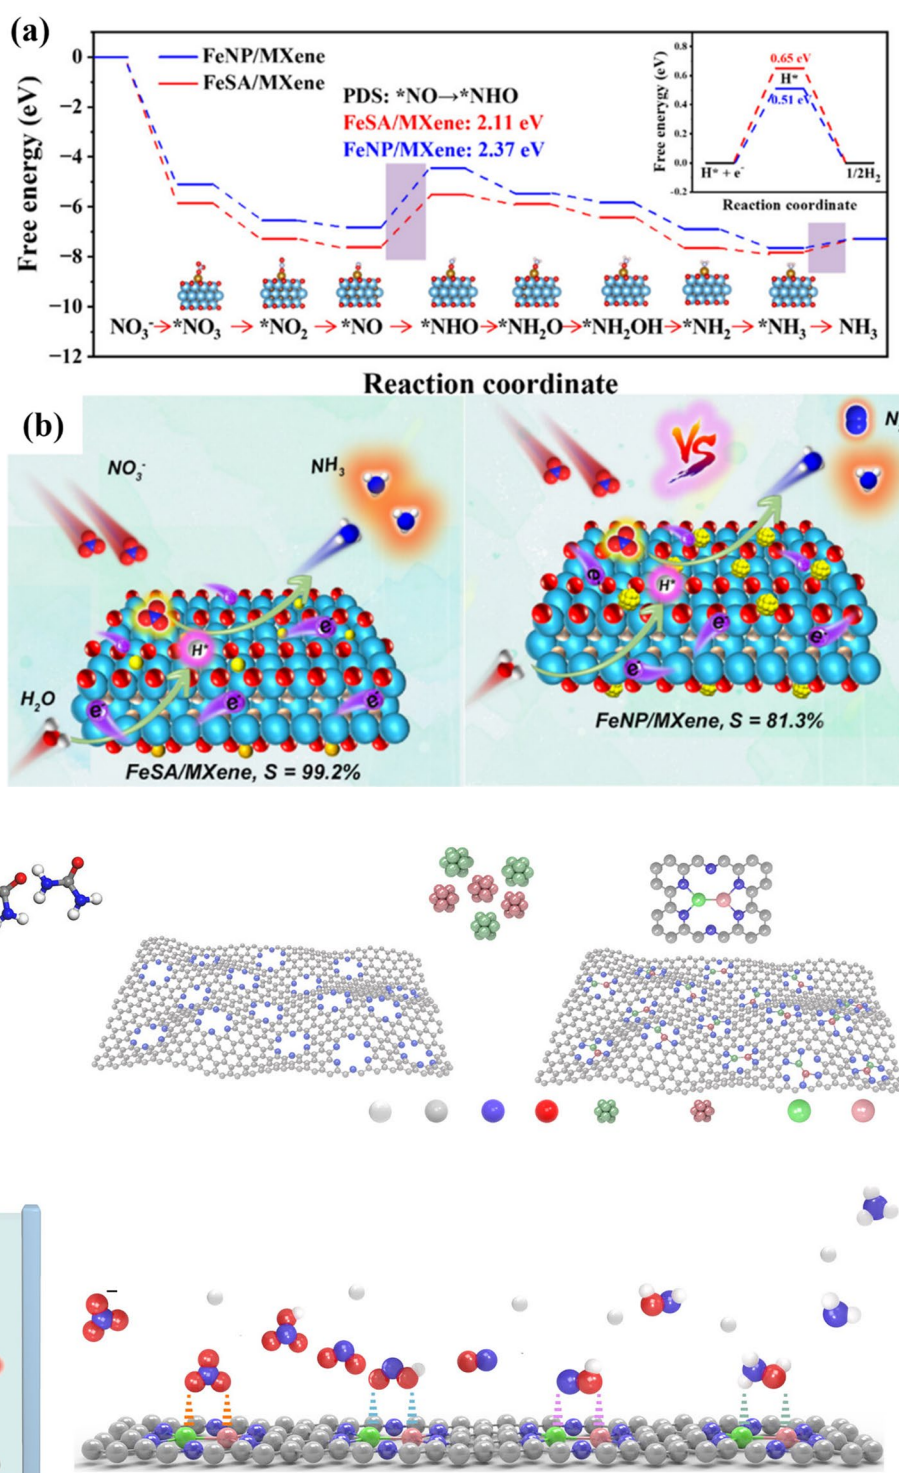 (a)
0
−2
−4
−6
−8
−10
−12
Free energy (eV)
FeNP/MXene
FeSA/MXene
PDS: *NO→*NHO
FeSA/MXene: 2.11 eV
FeNP/MXene: 2.37 eV
Free enerygy (eV)
0.8
0.6
0.4
0.2
0.0
-0.2
0.65 eV
H*
0.51 eV
H* + e-
1/2H2
Reaction coordinate
NO3-→*NO3→*NO2→*NO→*NHO→*NH2O→*NH2OH→*NH2→*NH3→NH3
Reaction coordinate
(b)
NO3-
NH3
H*
e-
e-
e-
e-
H2O
FeSA/MXene, S = 99.2%
VS
e-
H*
e-
e-
e-
FeNP/MXene, S = 81.3%
−